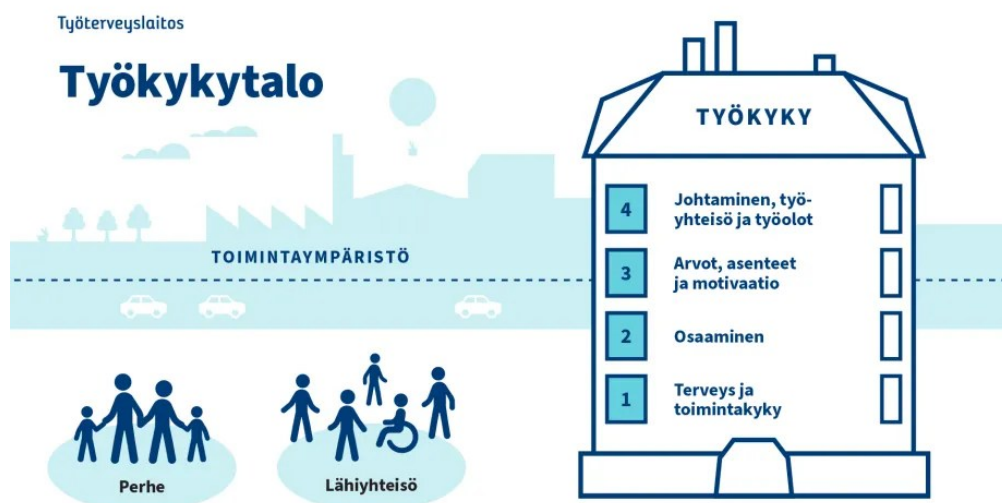 Työterveyslaitos
Työkykytalo
TOIMINTAYMPÄRISTÖ
Perhe
Lähiyhteisö
TYÖKYKY
4
Johtaminen, työ-
yhteisö ja työolot
3
Arvot, asenteet
ja motivaatio
2
Osaaminen
1
Terveys ja
toimintakyky